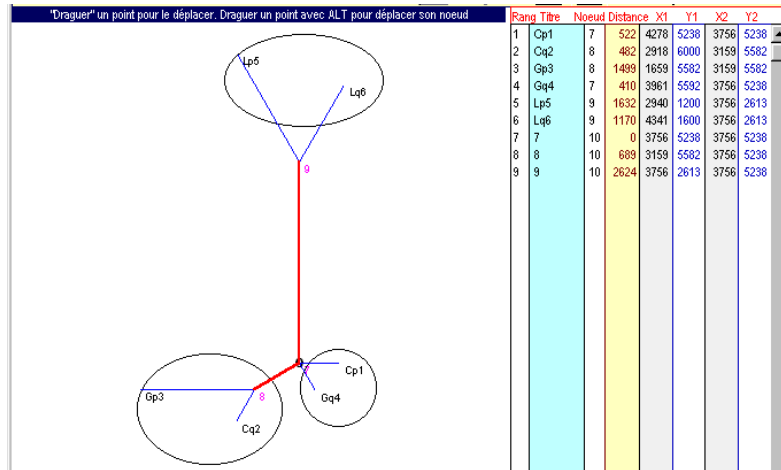 "Draguer" un point pour le déplacer. Draguer un point avec ALT pour déplacer son noeud
Lp5
Lq6
9
7
Cp1
Gp3
8
Gq4
Cq2
Rang Titre Noeud Distance X1 Y1 X2 Y2
1 Cp1 7 522 4278 5238 3756 5238
2 Cq2 8 482 2918 6000 3159 5582
3 Gp3 8 1499 1659 5582 3159 5582
4 Gq4 7 410 3961 5592 3756 5238
5 Lp5 9 1632 2940 1200 3756 2613
6 Lq6 9 1170 4341 1600 3756 2613
7 7 10 0 3756 5238 3756 5238
8 8 10 689 3159 5582 3756 5238
9 9 10 2624 3756 2613 3756 5238